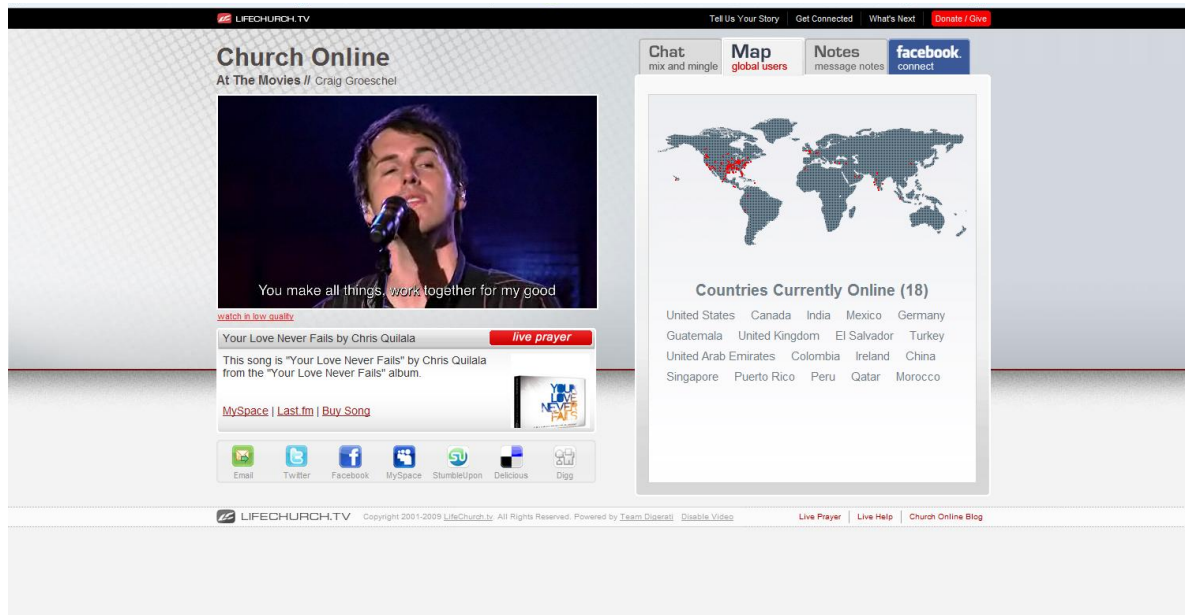 LIFECHURCH.TV
Tell Us Your Story Get Connected What's Next Donate / Give
Church Online
At The Movies // Craig Groeschel
Chat
mix and mingle
Map
global users
Notes
message notes
facebook.
connect
You make all things, work together for my good
watch in low quality
Your Love Never Fails by Chris Quilala
live prayer
This song is "Your Love Never Fails" by Chris Quilala
from the "Your Love Never Fails" album.
YOUR
LOVE
NEVER
FAILS
MySpace | Last.fm | Buy Song
Email Twitter Facebook MySpace StumbleUpon Delicious Digg
Countries Currently Online (18)
United States Canada India Mexico Germany
Guatemala United Kingdom El Salvador Turkey
United Arab Emirates Colombia Ireland China
Singapore Puerto Rico Peru Qatar Morocco
LIFECHURCH.TV Copyright 2001-2009 LifeChurch.tv. All Rights Reserved. Powered by Team Digerati Disable Video Live Prayer Live Help Church Online Blog